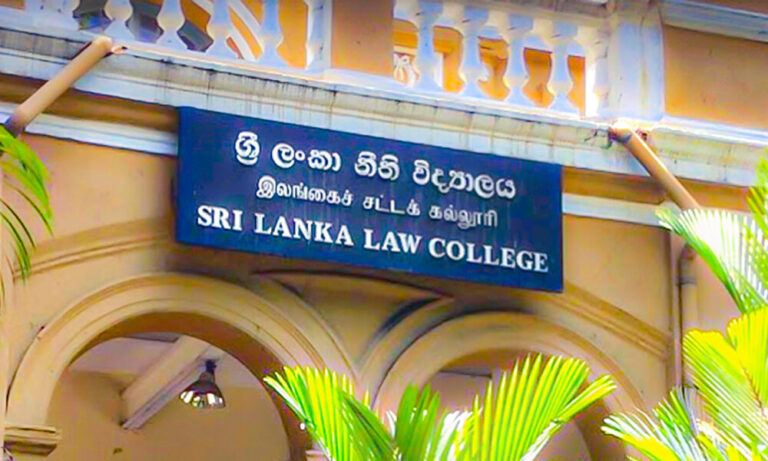 ශ්‍රී ලංකා නීති විද්‍යාලය
இலங்கைச் சட்டக் கல்லூரி
SRI LANKA LAW COLLEGE